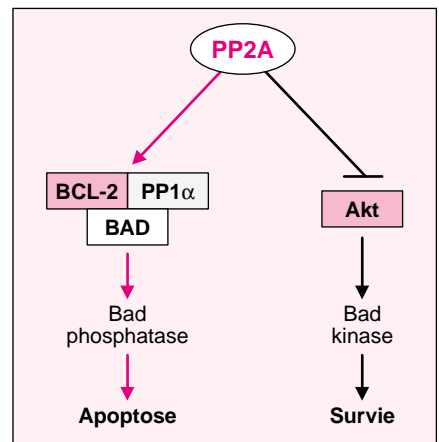 PP2A
BCL-2 PP1α
BAD
Akt
Bad
phosphatase
Bad
kinase
Apoptose
Survie